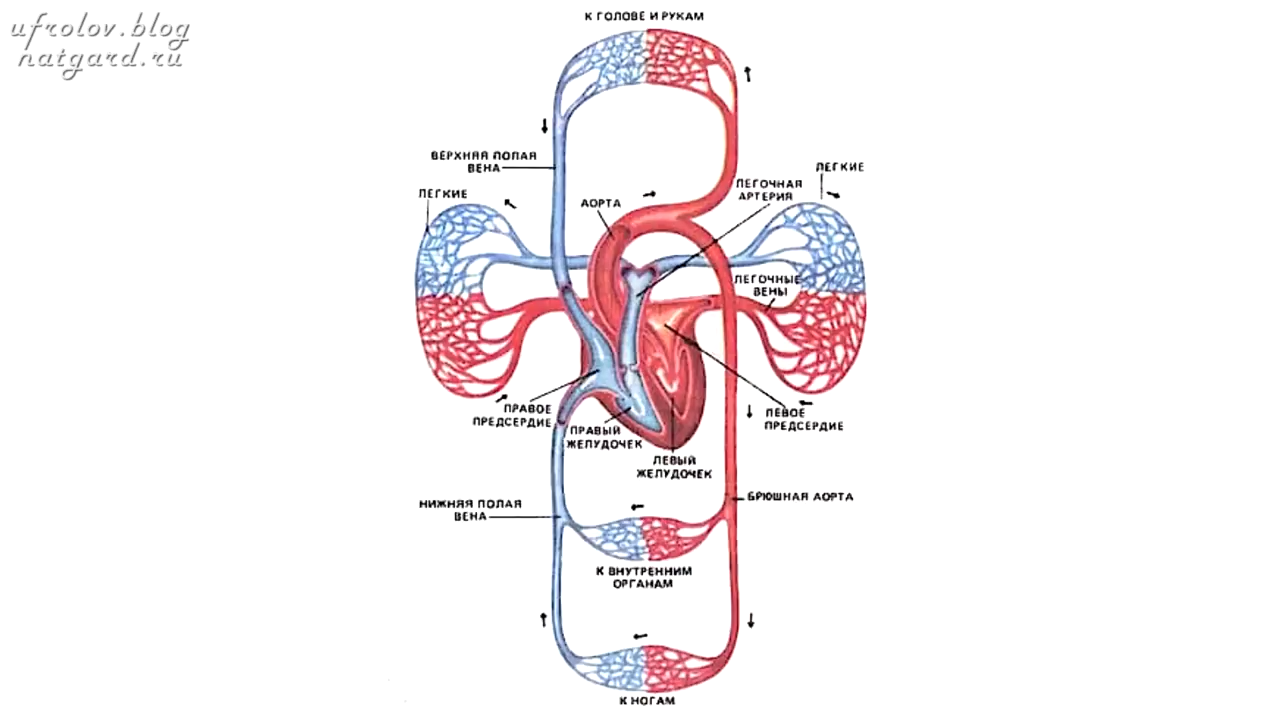 ufrolov.blog
natgard.ru
К ГОЛОВЕ И РУКАМ
ВЕРХНЯЯ ПОЛАЯ
ВЕНА
ЛЕГКИЕ
ЛЕГОЧНАЯ
АРТЕРИЯ
ЛЕГКИЕ
АОРТА
ЛЕГОЧНЫЕ
ВЕНЫ
ПРАВОЕ
ПРЕДСЕРДИЕ
ПРАВЫЙ
ЖЕЛУДОЧЕК
ЛЕВОЕ
ПРЕДСЕРДИЕ
ЛЕВЫЙ
ЖЕЛУДОЧЕК
НИЖНЯЯ ПОЛАЯ
ВЕНА
БРЮШНАЯ АОРТА
К ВНУТРЕННИМ
ОРГАНАМ
К НОГАМ